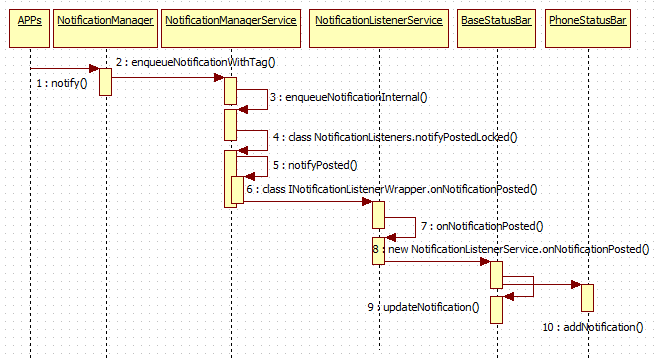 APPs
NotificationManager
NotificationManagerService
NotificationListenerService
BaseStatusBar
PhoneStatusBar
1 : notify()
2 : enqueueNotificationWithTag()
3 : enqueueNotificationInternal()
4 : class NotificationListeners.notifyPostedLocked()
5 : notifyPosted()
6 : class INotificationListenerWrapper.onNotificationPosted()
7 : onNotificationPosted()
8 : new NotificationListenerService.onNotificationPosted()
9 : updateNotification()
10 : addNotification()